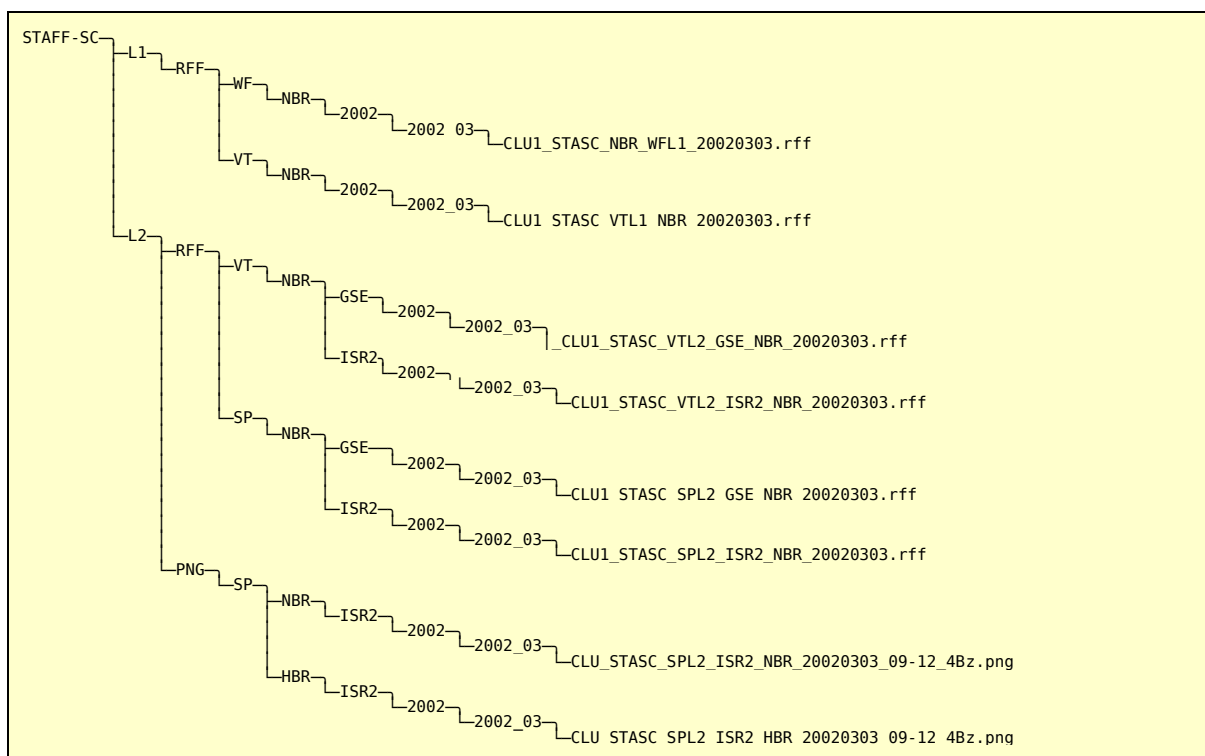 STAFF-SC
L1
RFF
WF
NBR
2002
2002 03
CLU1_STASC_NBR_WFL1_20020303.rff
VT
NBR
2002
2002_03
CLU1 STASC VTL1 NBR 20020303.rff
L2
RFF
VT
NBR
GSE
2002
2002_03
_CLU1_STASC_VTL2_GSE_NBR_20020303.rff
ISR2
2002
2002_03
CLU1_STASC_VTL2_ISR2_NBR_20020303.rff
SP
NBR
GSE
2002
2002_03
CLU1 STASC SPL2 GSE NBR 20020303.rff
ISR2
2002
2002_03
CLU1_STASC_SPL2_ISR2_NBR_20020303.rff
PNG
SP
NBR
ISR2
2002
2002_03
CLU_STASC_SPL2_ISR2_NBR_20020303_09-12_4Bz.png
HBR
ISR2
2002
2002_03
CLU STASC SPL2 ISR2 HBR 20020303 09-12 4Bz.png